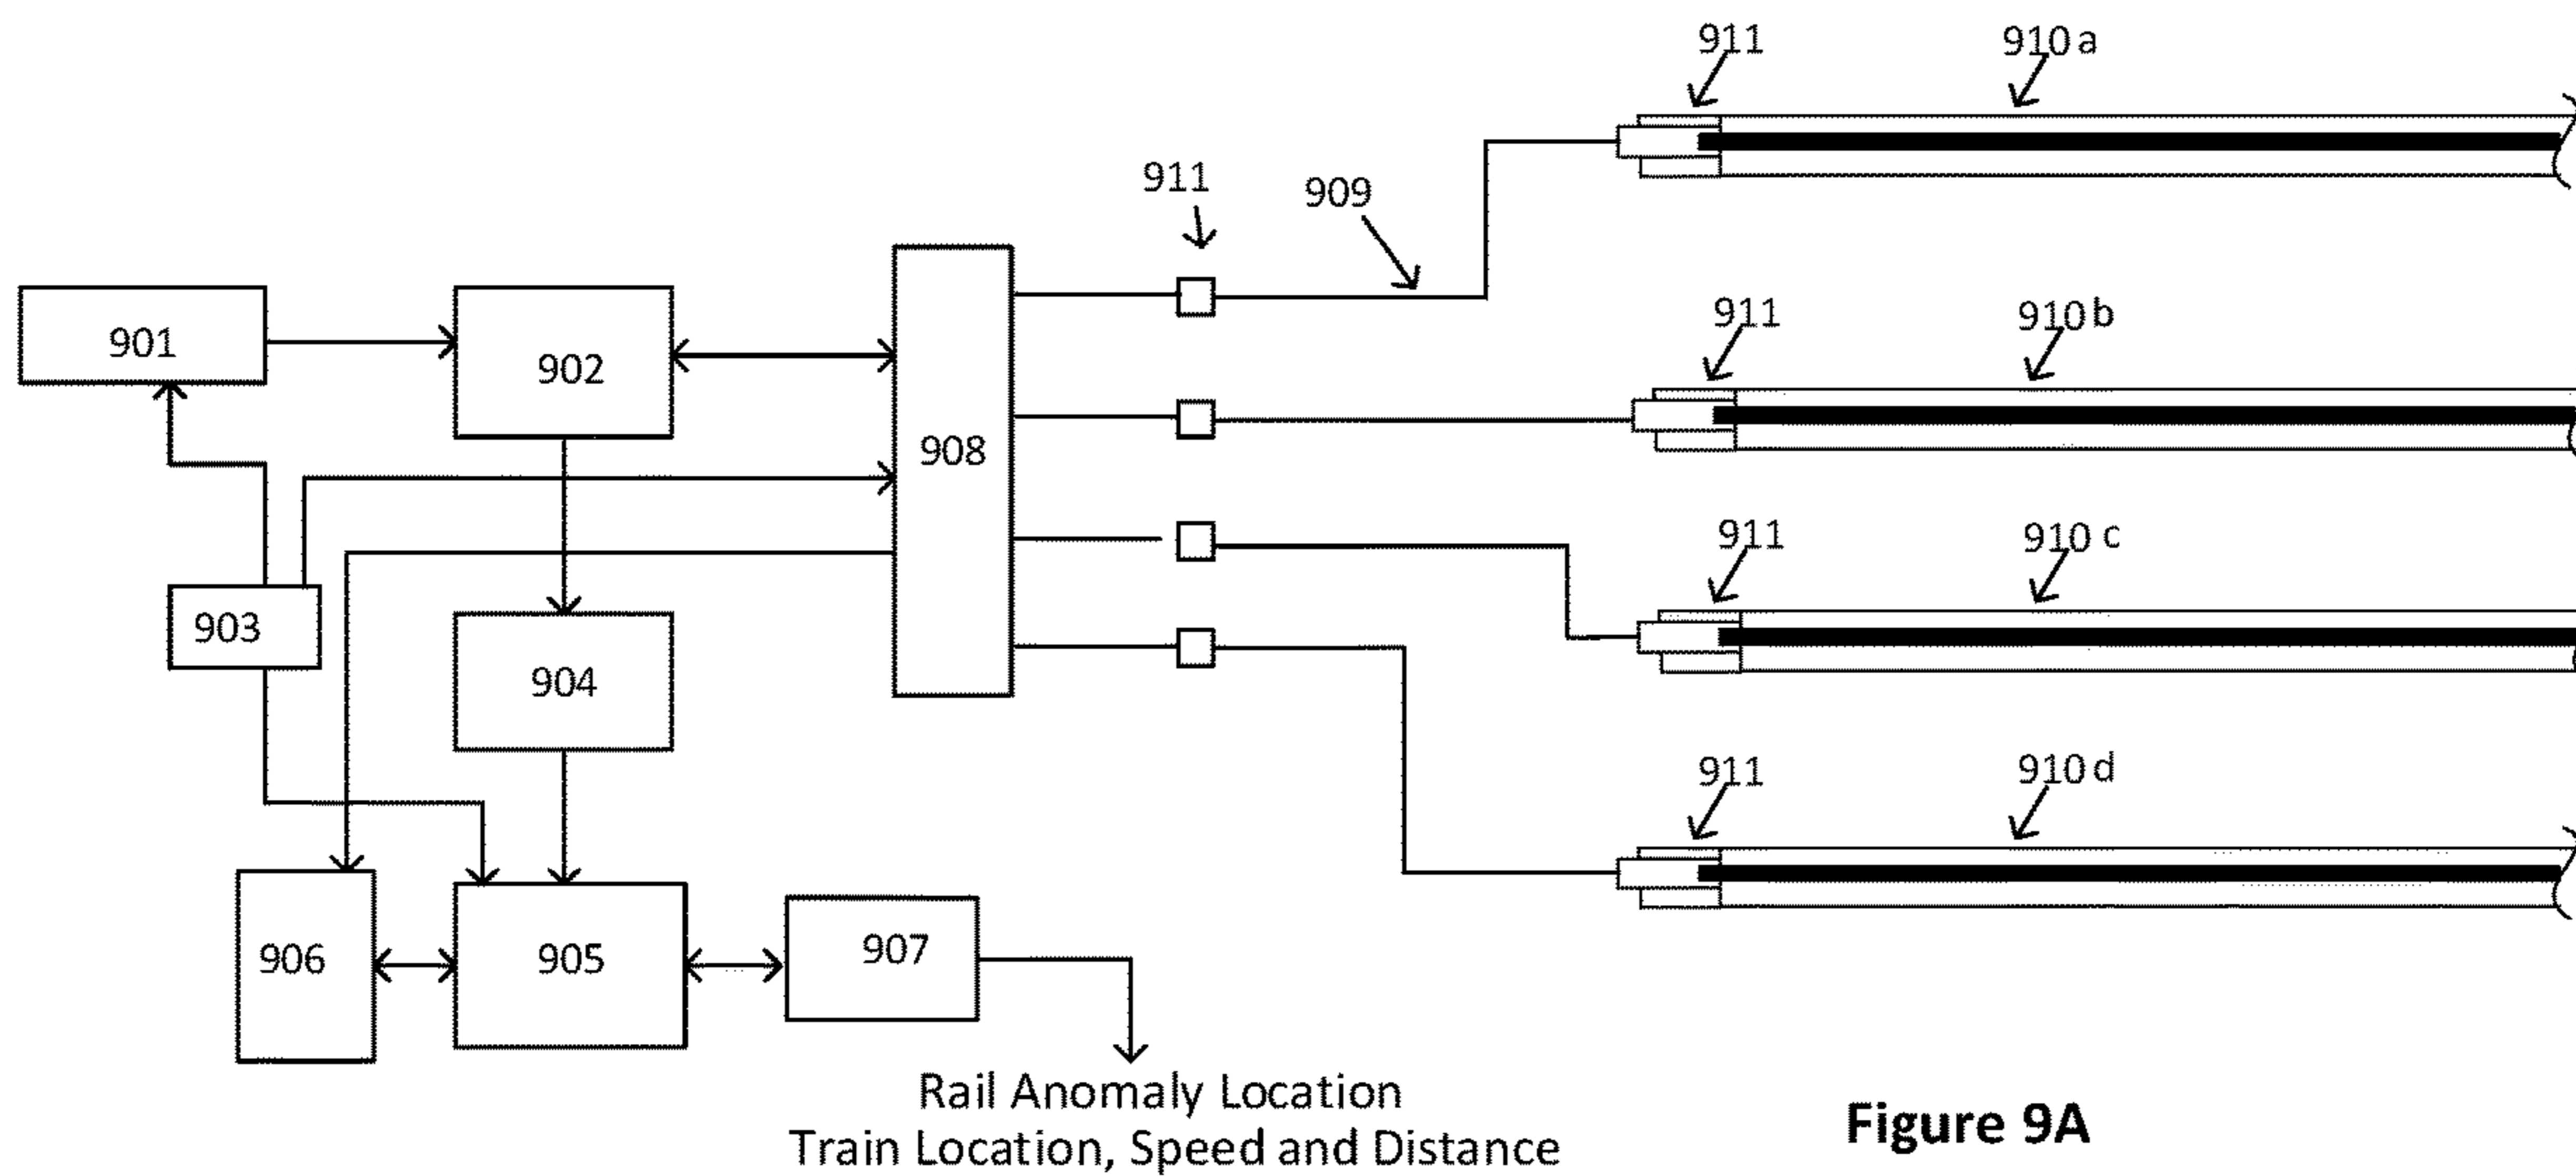 911
910 a
911
909
901
902
908
911
910 b
903
904
911
910 c
911
910 d
906
905
907
Rail Anomaly Location
Train Location, Speed and Distance
Figure 9A